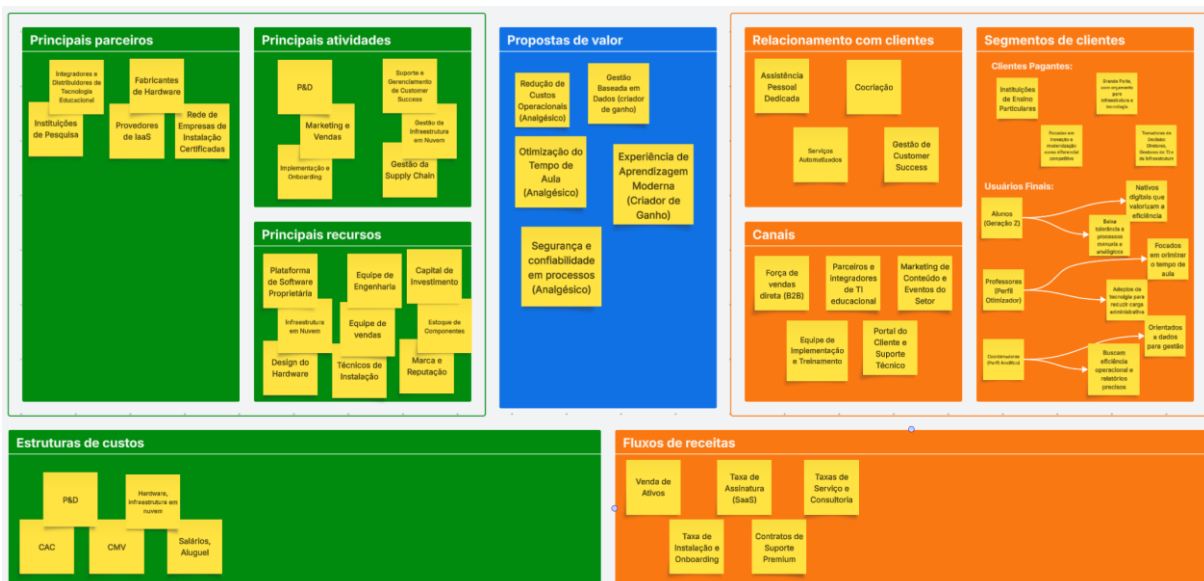 Principais parceiros
Integradores e
Distribuidores de
Tecnologia
Educacional
Fabricantes
de Hardware
Instituições
de Pesquisa
Provedores
de IaaS
Rede de
Empresas de
Instalação
Certificadas
Principais atividades
P&D
Suporte e
Gerenciamento
de Customer
Success
Marketing e
Vendas
Gestão de
Infraestrutura
em Nuvem
Implementação e
Onboarding
Gestão da
Supply Chain
Principais recursos
Plataforma
de Software
Proprietária
Equipe de
Engenharia
Capital de
Investimento
Infraestrutura
em Nuvem
Equipe de
vendas
Estoque de
Componentes
Design do
Hardware
Técnicos de
Instalação
Marca e
Reputação
Propostas de valor
Redução de
Custos
Operacionais
(Analgésico)
Gestão
Baseada em
Dados (criador
de ganho)
Otimização do
Tempo de
Aula
(Analgésico)
Experiência de
Aprendizagem
Moderna
(Criador de
Ganho)
Segurança e
confiabilidade
em processos
(Analgésico)
Relacionamento com clientes
Assistência
Pessoal
Dedicada
Cocriação
Serviços
Automatizados
Gestão de
Customer
Success
Canais
Força de
vendas
direta (B2B)
Parceiros e
integradores
de TI
educacional
Marketing de
Conteúdo e
Eventos do
Setor
Equipe de
Implementação
e Treinamento
Portal do
Cliente e
Suporte
Técnico
Segmentos de clientes
Clientes Pagantes:
Instituições
de Ensino
Particulares
Grande Porte,
com orçamento
para
infraestrutura e
tecnologia
Focadas em
inovação e
modernização
como diferencial
competitivo
Tomadores de
Decisão:
Diretores,
Gestores de TI e
de Infraestrutura
Usuários Finais:
Alunos
(Geração Z)
Nativos
digitais que
valorizam a
eficiência
Baixa
tolerância a
processos
manuais e
analógicos
Professores
(Perfil
Otimizador)
Focados
em otimizar
o tempo de
aula
Adeptos da
tecnolgia para
reduzir carga
administrativa
Coordenadores
(Perfil Analítico)
Orientados
a dados
para gestão
Buscam
eficiência
operacional e
relatórios
precisos
Estruturas de custos
P&D
Hardware,
infraestrutura em
nuvem
CAC
CMV
Salários,
Aluguel
Fluxos de receitas
Venda de
Ativos
Taxa de
Assinatura
(SaaS)
Taxas de
Serviço e
Consultoria
Taxa de
Instalação e
Onboarding
Contratos de
Suporte
Premium